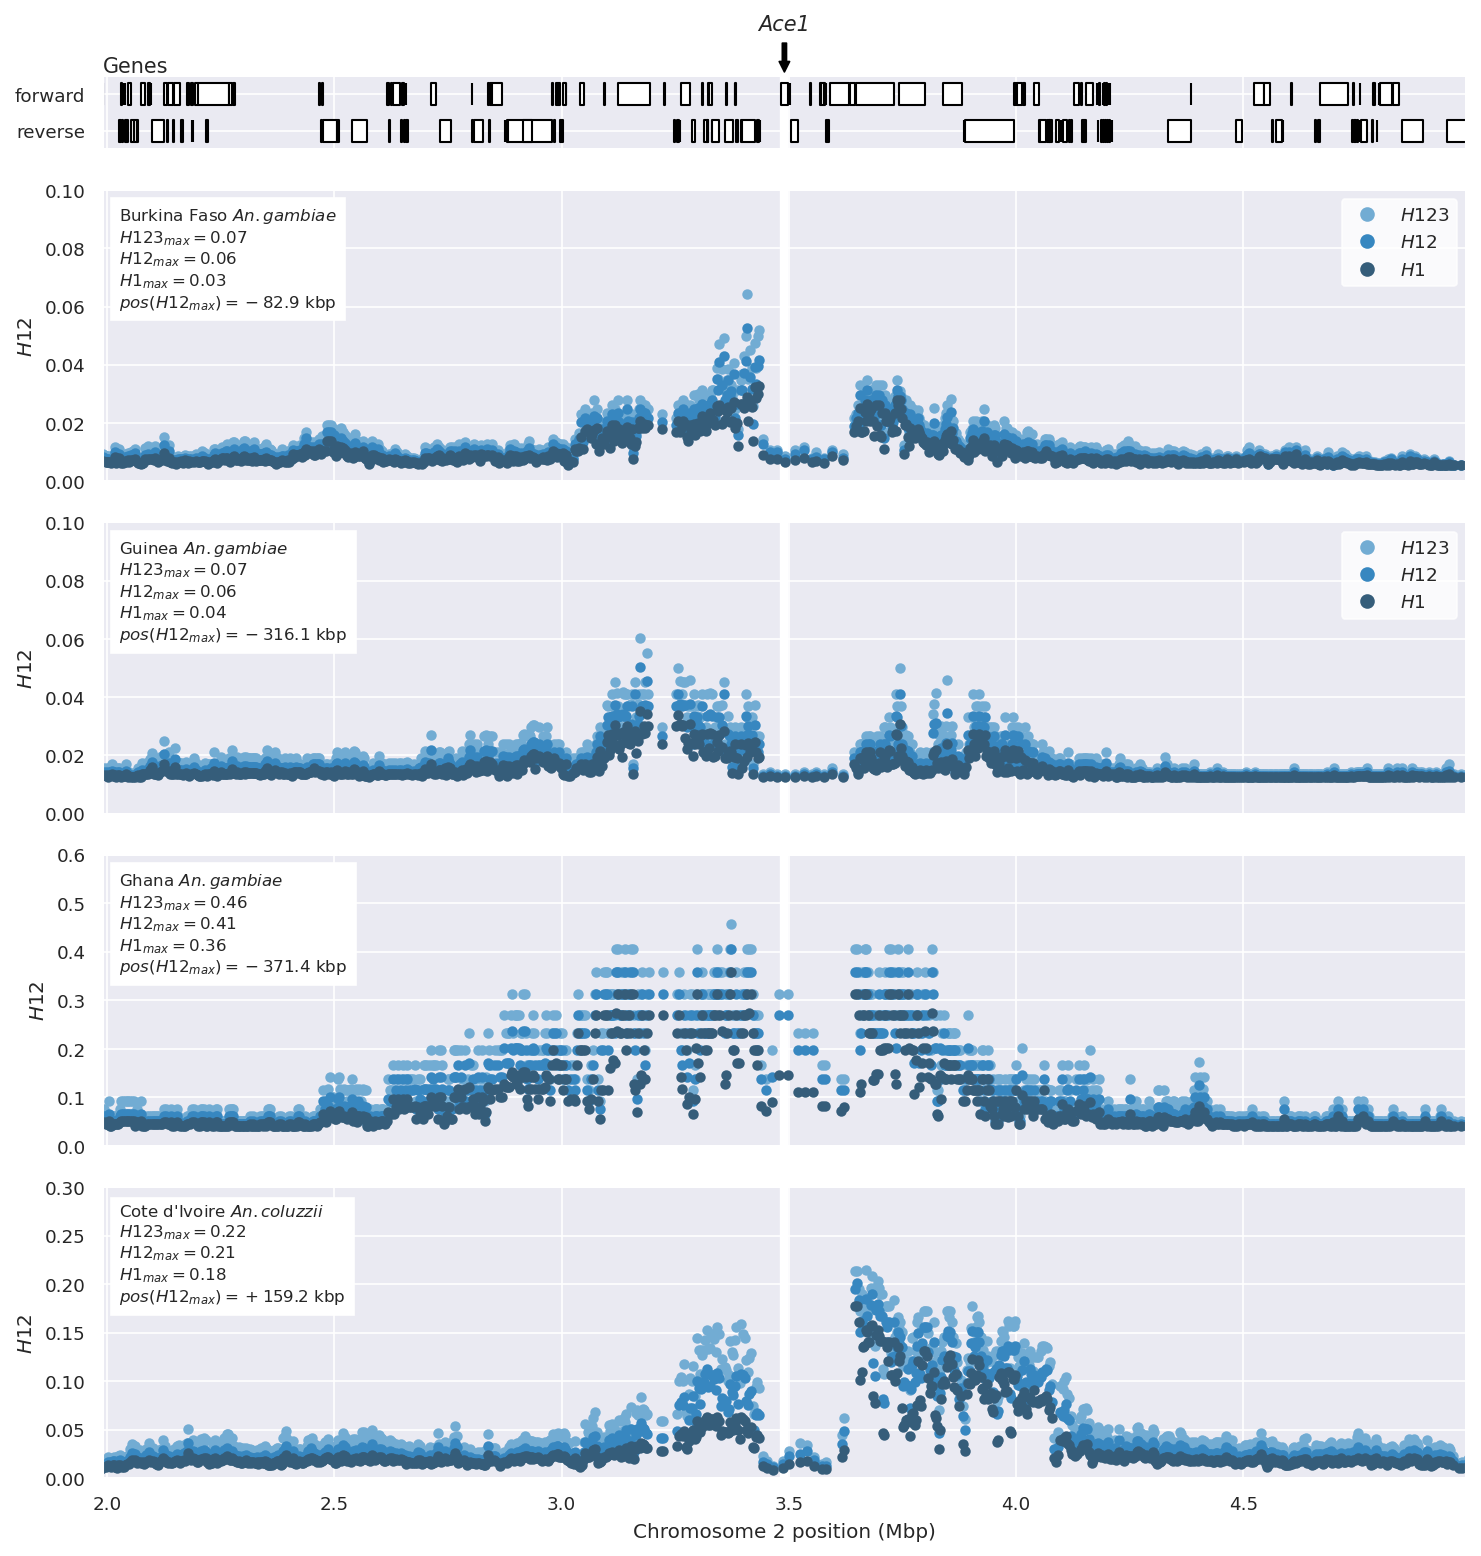 Ace1
Genes
forward
reverse
0.10
0.08
0.06
0.04
0.02
0.00
H12
Burkina Faso An. gambiae
H123max = 0.07
H12max = 0.06
H1max = 0.03
pos(H12max) = − 82.9 kbp
H123
H12
H1
0.10
0.08
0.06
0.04
0.02
0.00
H12
Guinea An. gambiae
H123max = 0.07
H12max = 0.06
H1max = 0.04
pos(H12max) = − 316.1 kbp
H123
H12
H1
0.6
0.5
0.4
0.3
0.2
0.1
0.0
H12
Ghana An. gambiae
H123max = 0.46
H12max = 0.41
H1max = 0.36
pos(H12max) = − 371.4 kbp
0.30
0.25
0.20
0.15
0.10
0.05
0.00
H12
Cote d'Ivoire An. coluzzii
H123max = 0.22
H12max = 0.21
H1max = 0.18
pos(H12max) = + 159.2 kbp
2.0 2.5 3.0 3.5 4.0 4.5
Chromosome 2 position (Mbp)